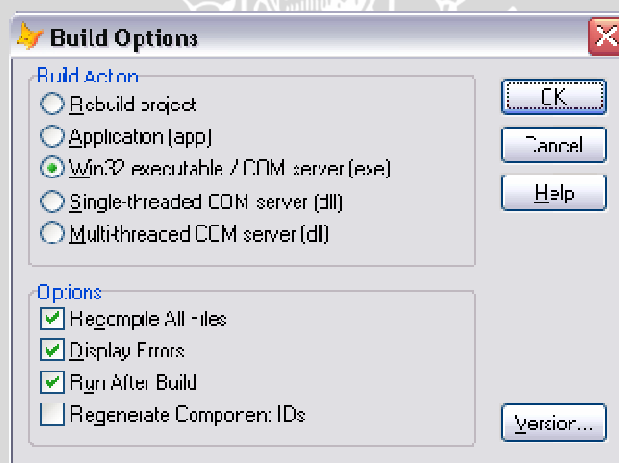 Build Options
Build Action
Rebuild project
Application (app)
Win32 executable / COM server (exe)
Single-threaded COM server (dll)
Multi-threaded COM server (dll)
OK
Cancel
Help
Options
Recompile All Files
Display Errors
Run After Build
Regenerate Component IDs
Version...